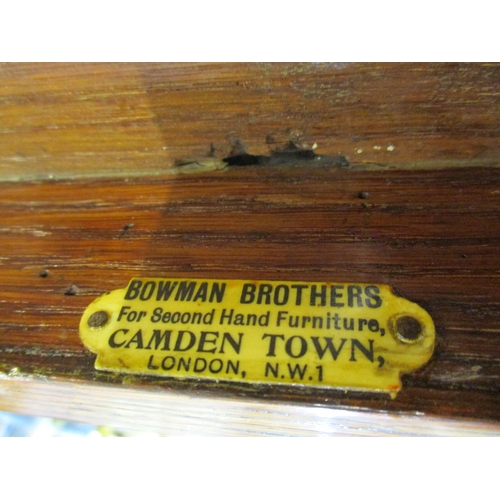 BOWMAN BROTHERS
For Second Hand Furniture,
CAMDEN TOWN,
LONDON, N.W.1